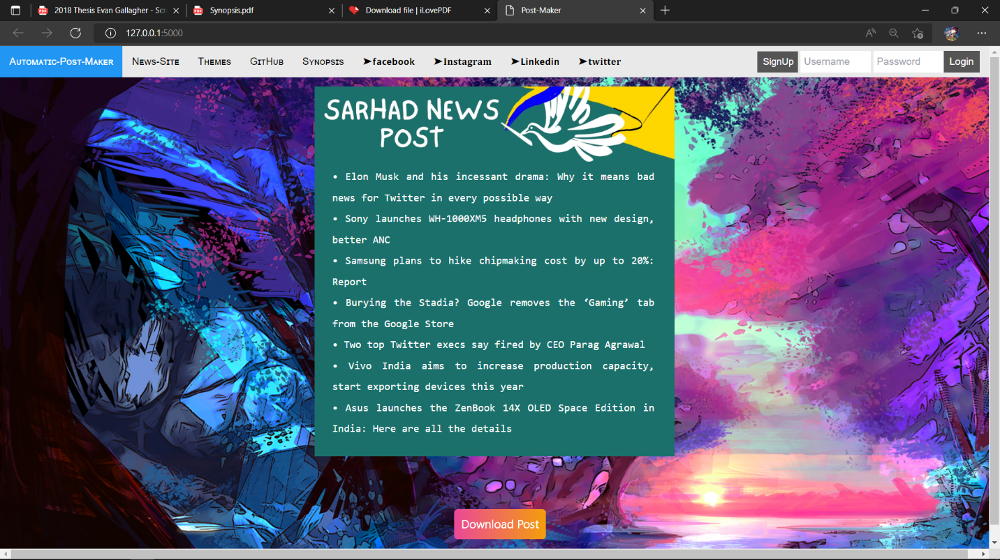 2018 Thesis Evan Gallagher - Scr
Synopsis.pdf
Download file | iLovePDF
Post-Maker
127.0.0.1:5000
Automatic-Post-Maker
News-Site
Themes
GitHub
Synopsis
➤facebook
➤Instagram
➤Linkedin
➤twitter
SignUp
Username
Password
Login
SARHAD NEWS
POST
• Elon Musk and his incessant drama: Why it means bad
news for Twitter in every possible way
• Sony launches WH-1000XM5 headphones with new design,
better ANC
• Samsung plans to hike chipmaking cost by up to 20%:
Report
• Burying the Stadia? Google removes the ‘Gaming’ tab
from the Google Store
• Two top Twitter execs say fired by CEO Parag Agrawal
• Vivo India aims to increase production capacity,
start exporting devices this year
• Asus launches the ZenBook 14X OLED Space Edition in
India: Here are all the details
Download Post